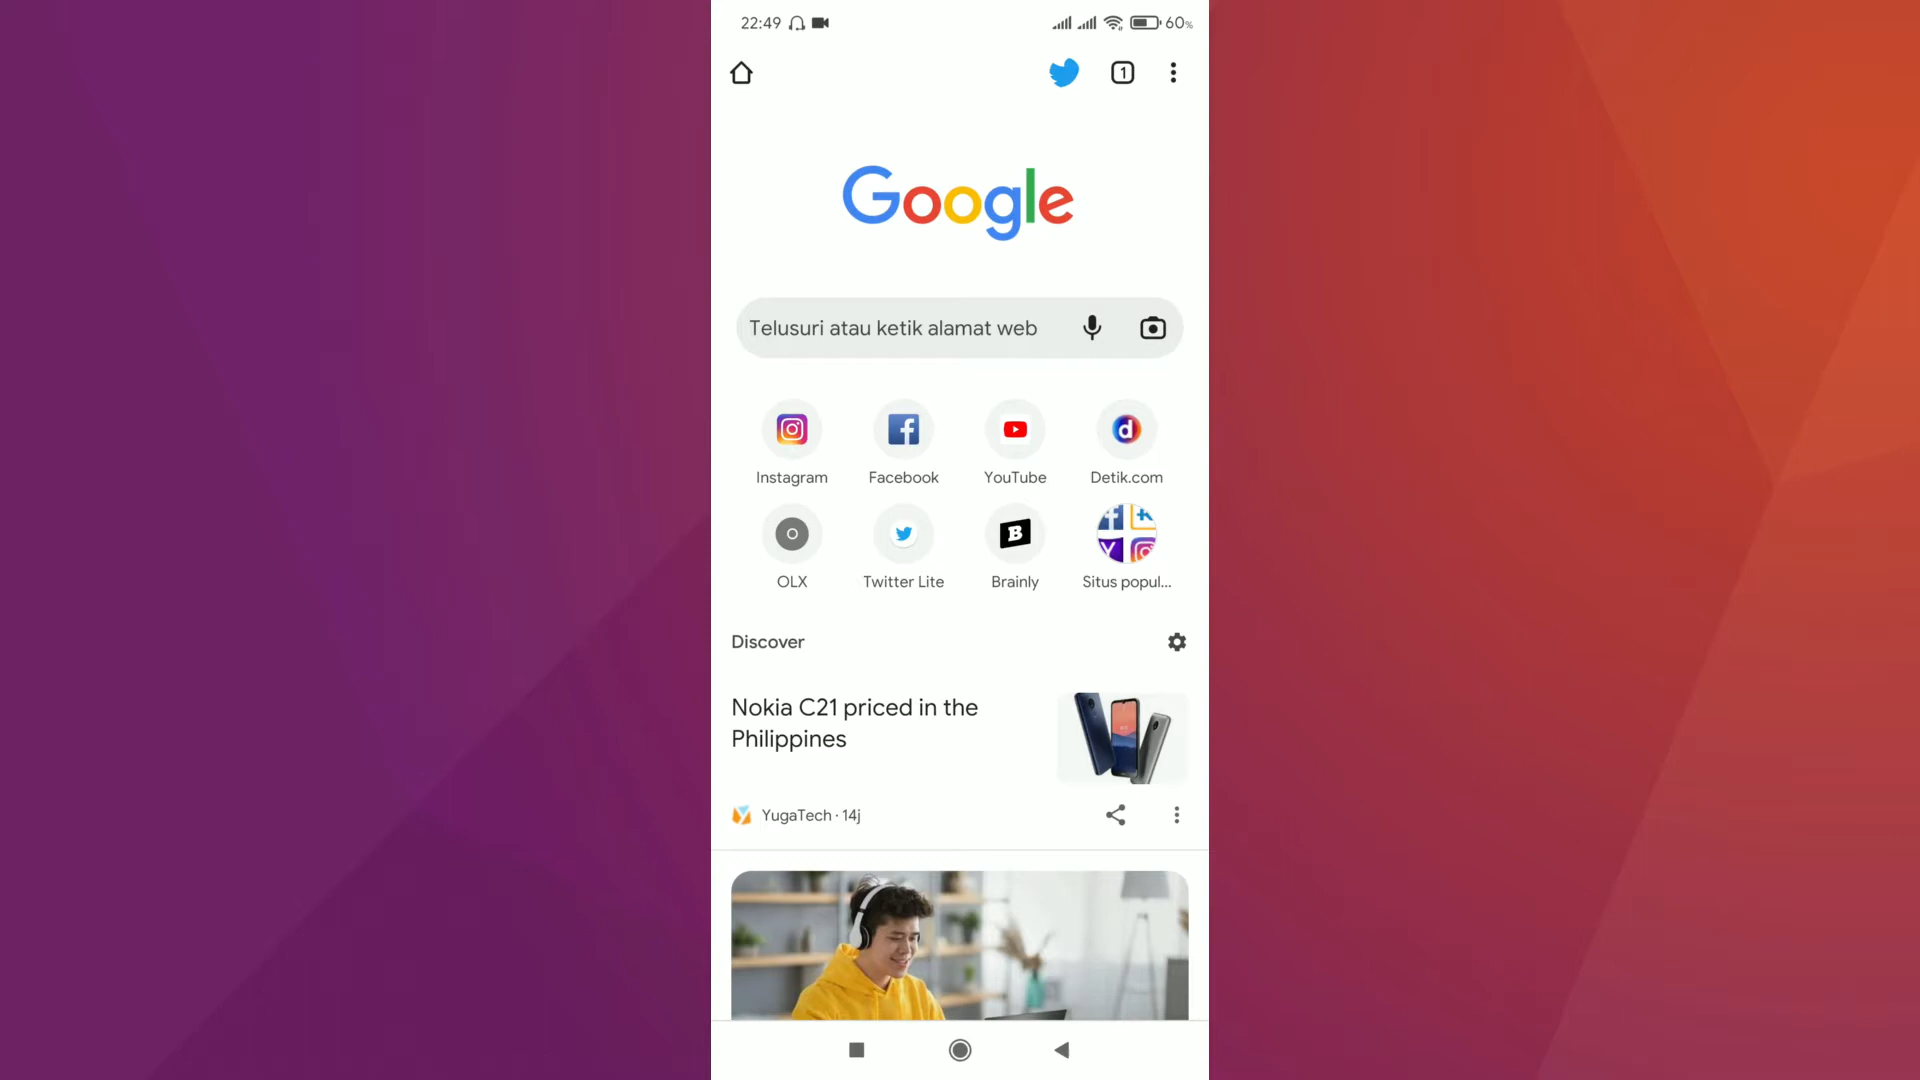 22:49
60%
1
Google
Telusuri atau ketik alamat web
Instagram
Facebook
YouTube
Detik.com
OLX
Twitter Lite
Brainly
Situs popul...
Discover
Nokia C21 priced in the
Philippines
YugaTech · 14j